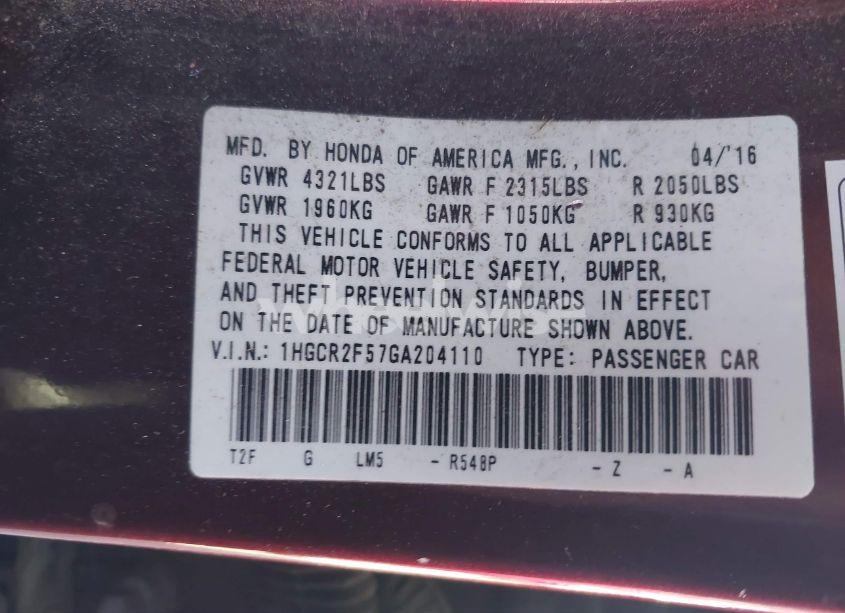 MFD. BY HONDA OF AMERICA MFG., INC. 04/'16
GVWR 4321LBS GAWR F 2315LBS R 2050LBS
GVWR 1960KG GAWR F 1050KG R 930KG
THIS VEHICLE CONFORMS TO ALL APPLICABLE
FEDERAL MOTOR VEHICLE SAFETY, BUMPER,
AND THEFT PREVENTION STANDARDS IN EFFECT
ON THE DATE OF MANUFACTURE SHOWN ABOVE.
V.I.N.: 1HGCR2F57GA204110 TYPE: PASSENGER CAR
T2F G LM5 - R548P - Z - A
wheelwise